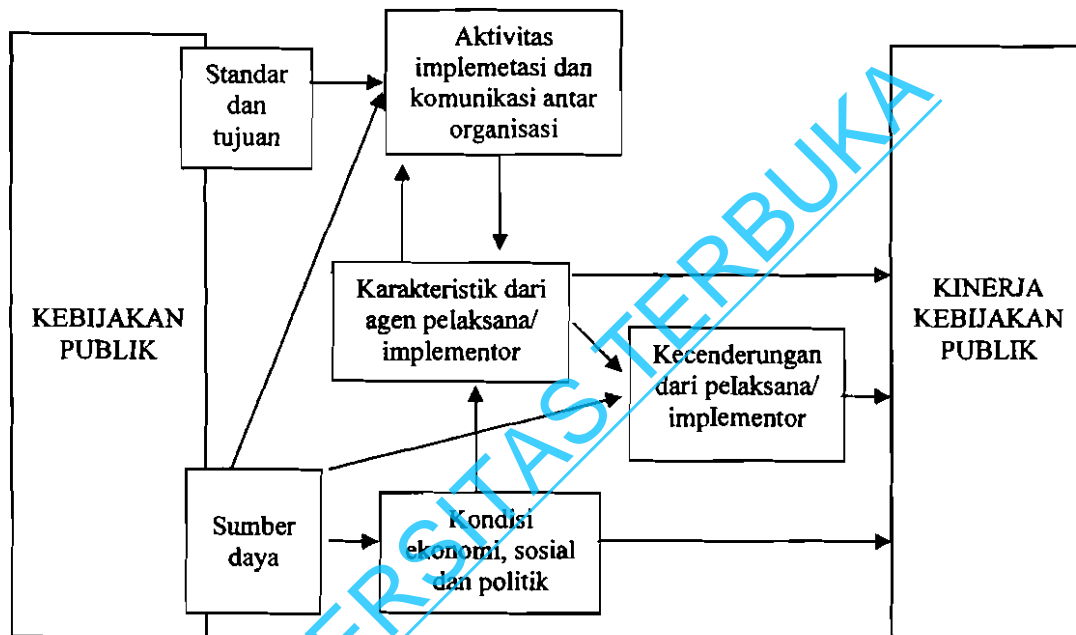 KEBIJAKAN
PUBLIK
Standar
dan
tujuan
Aktivitas
implemetasi dan
komunikasi antar
organisasi
Karakteristik dari
agen pelaksana/
implementor
Kecenderungan
dari pelaksana/
implementor
Sumber
daya
Kondisi
ekonomi, sosial
dan politik
KINERJA
KEBIJAKAN
PUBLIK
ERSITAS TERBUKA